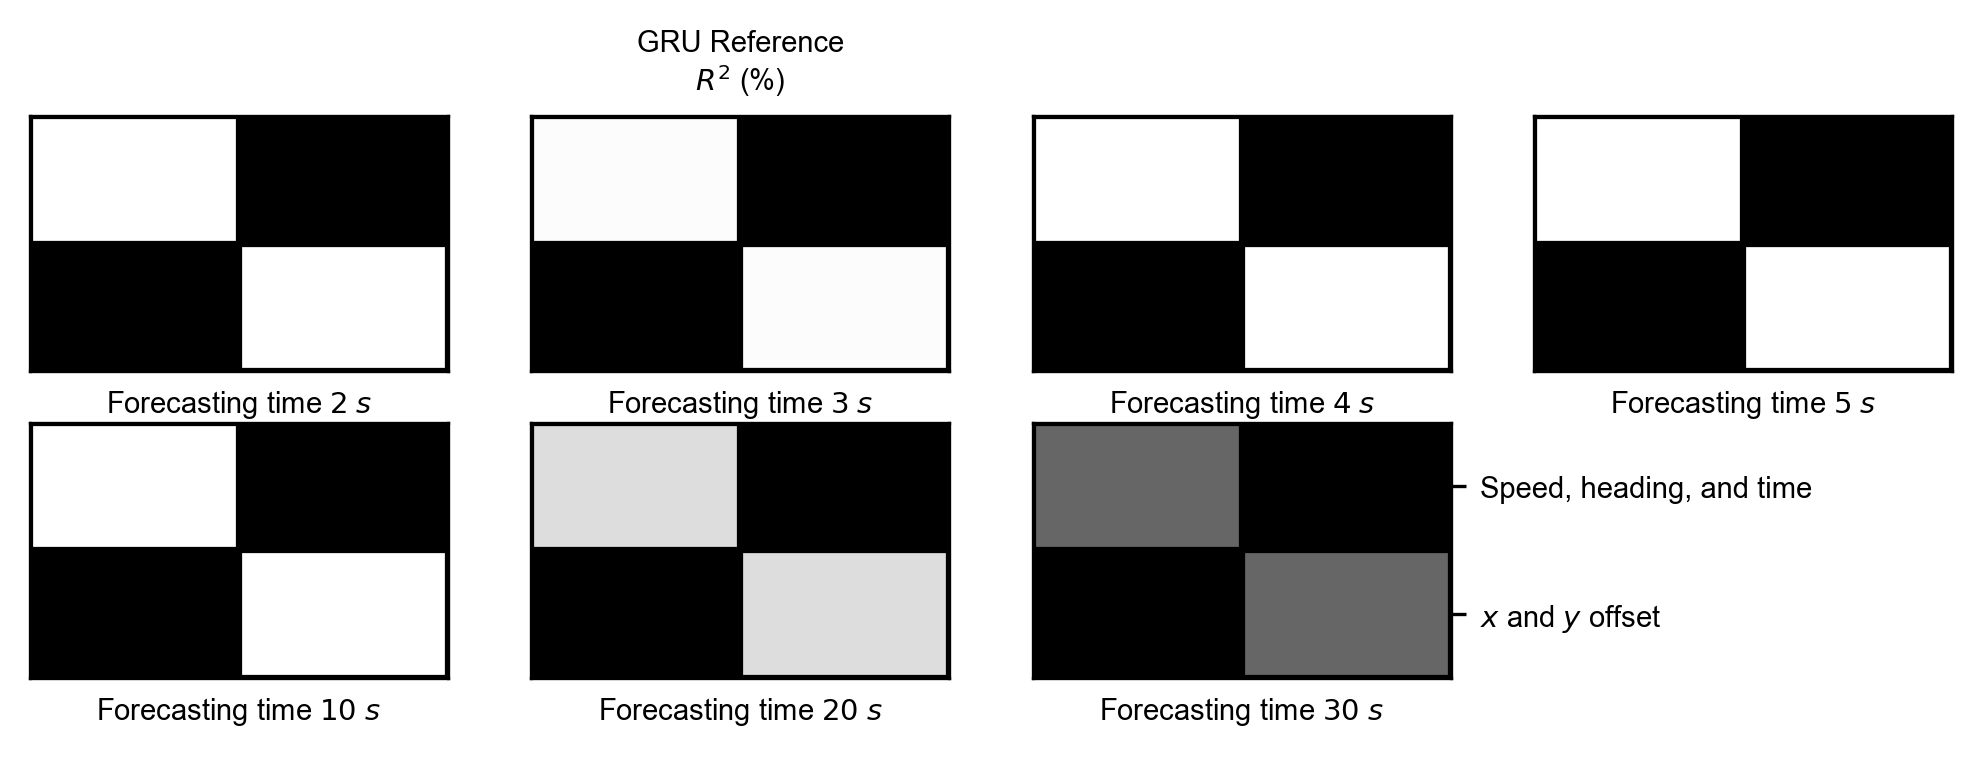 GRU Reference
R² (%)
Forecasting time 2 s
Forecasting time 3 s
Forecasting time 4 s
Forecasting time 5 s
Speed, heading, and time
x and y offset
Forecasting time 10 s
Forecasting time 20 s
Forecasting time 30 s